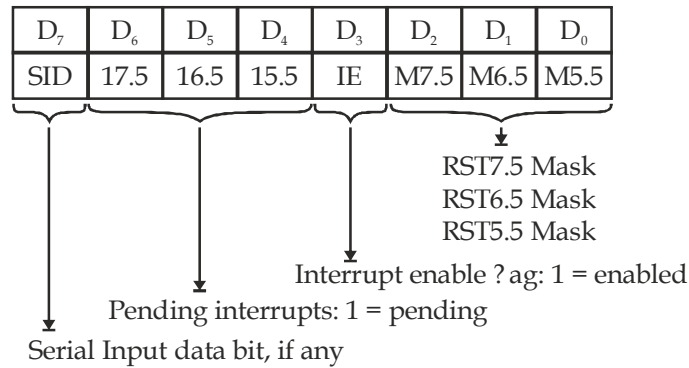 D₇ D₆ D₅ D₄ D₃ D₂ D₁ D₀
SID 17.5 16.5 15.5 IE M7.5 M6.5 M5.5
RST7.5 Mask
RST6.5 Mask
RST5.5 Mask
Interrupt enable ?ag: 1 = enabled
Pending interrupts: 1 = pending
Serial Input data bit, if any